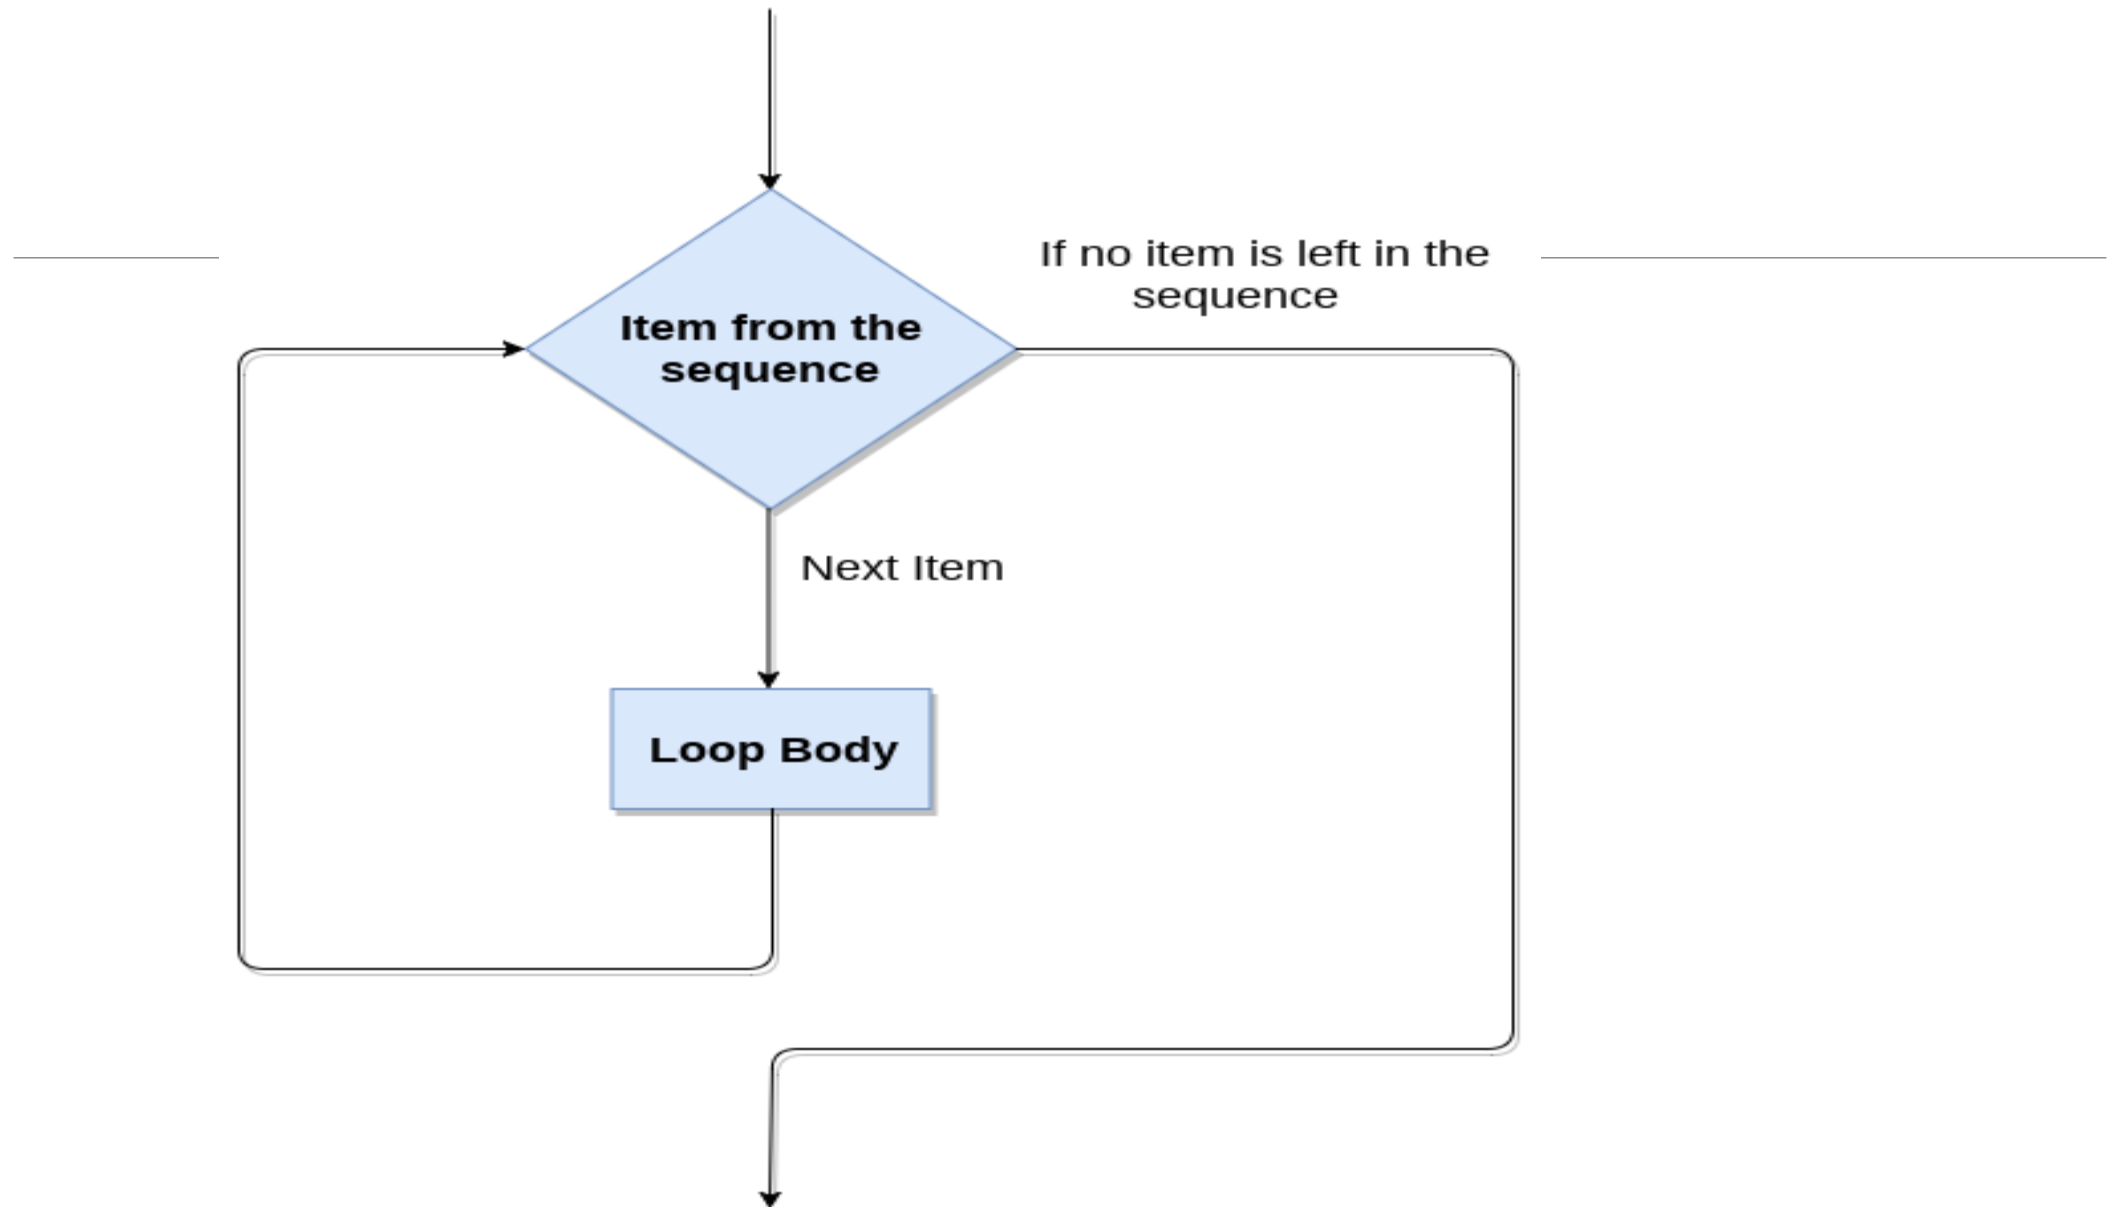 If no item is left in the
sequence
Item from the
sequence
Next Item
Loop Body